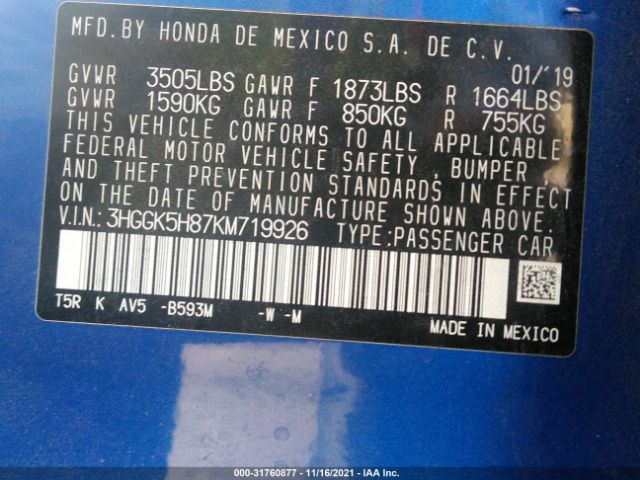 MFD. BY HONDA DE MEXICO S.A. DE C.V.
01/'19
GVWR 3505LBS GAWR F 1873LBS R 1664LBS
GVWR 1590KG GAWR F 850KG R 755KG
THIS VEHICLE CONFORMS TO ALL APPLICABLE
FEDERAL MOTOR VEHICLE SAFETY , BUMPER ,
AND THEFT PREVENTION STANDARDS IN EFFECT
ON THE DATE OF MANUFACTURE SHOWN ABOVE.
V.I.N.: 3HGGK5H87KM719926 TYPE:PASSENGER CAR
T5R K AV5 -B593M -W -M
MADE IN MEXICO
000-31760877 - 11/16/2021 - IAA Inc.